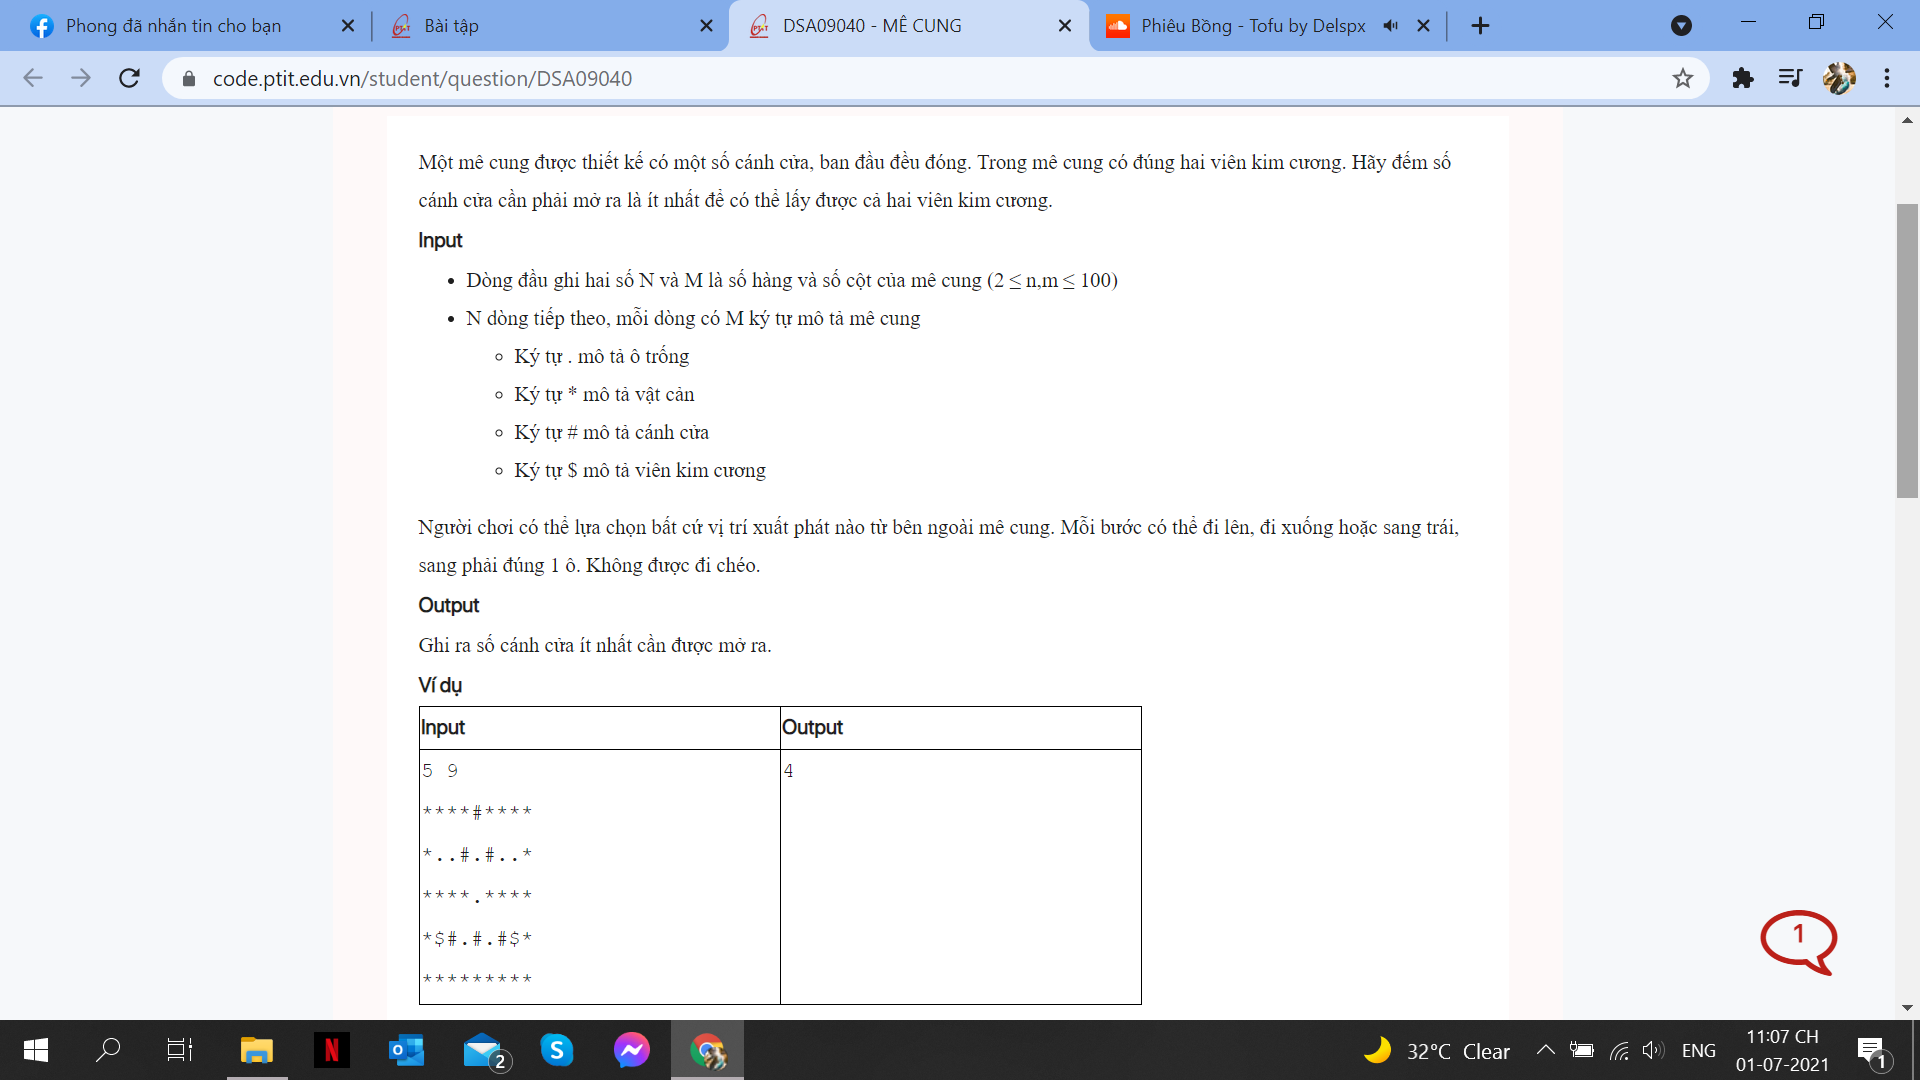 Phong đã nhắn tin cho bạn
Bài tập
DSA09040 - MÊ CUNG
Phiêu Bồng - Tofu by Delspx
code.ptit.edu.vn/student/question/DSA09040
Một mê cung được thiết kế có một số cánh cửa, ban đầu đều đóng. Trong mê cung có đúng hai viên kim cương. Hãy đếm số
cánh cửa cần phải mở ra là ít nhất để có thể lấy được cả hai viên kim cương.
Input
• Dòng đầu ghi hai số N và M là số hàng và số cột của mê cung (2 ≤ n,m ≤ 100)
• N dòng tiếp theo, mỗi dòng có M ký tự mô tả mê cung
◦ Ký tự . mô tả ô trống
◦ Ký tự * mô tả vật cản
◦ Ký tự # mô tả cánh cửa
◦ Ký tự $ mô tả viên kim cương
Người chơi có thể lựa chọn bất cứ vị trí xuất phát nào từ bên ngoài mê cung. Mỗi bước có thể đi lên, đi xuống hoặc sang trái,
sang phải đúng 1 ô. Không được đi chéo.
Output
Ghi ra số cánh cửa ít nhất cần được mở ra.
Ví dụ
Input Output
5 9 4
****#****
*..#.#..*
****.****
*$#.#.#$*
*********
1
2
32°C Clear
ENG
11:07 CH
01-07-2021
1